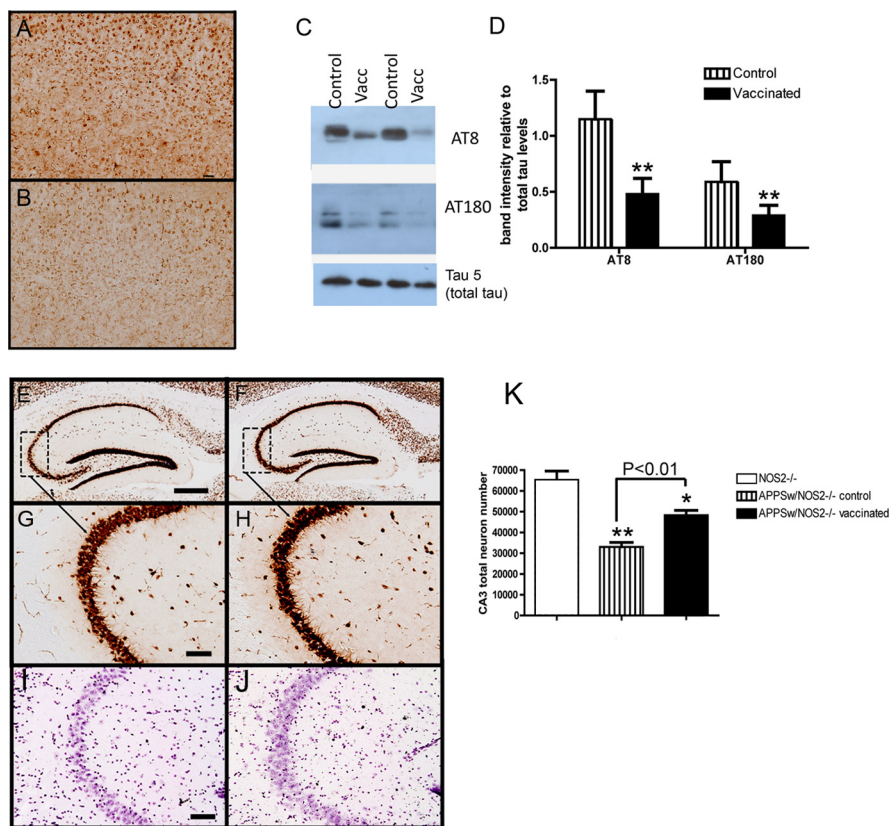 A
B
C
Control
Vacc
Control
Vacc
AT8
AT180
Tau 5
(total tau)
D
band intensity relative to
total tau levels
1.5
1.0
0.5
0.0
Control
Vaccinated
**
**
AT8
AT180
E
F
G
H
I
J
K
CA3 total neuron number
70000
60000
50000
40000
30000
20000
10000
0
P<0.01
**
*
NOS2-/-
APPSw/NOS2-/- control
APPSw/NOS2-/- vaccinated